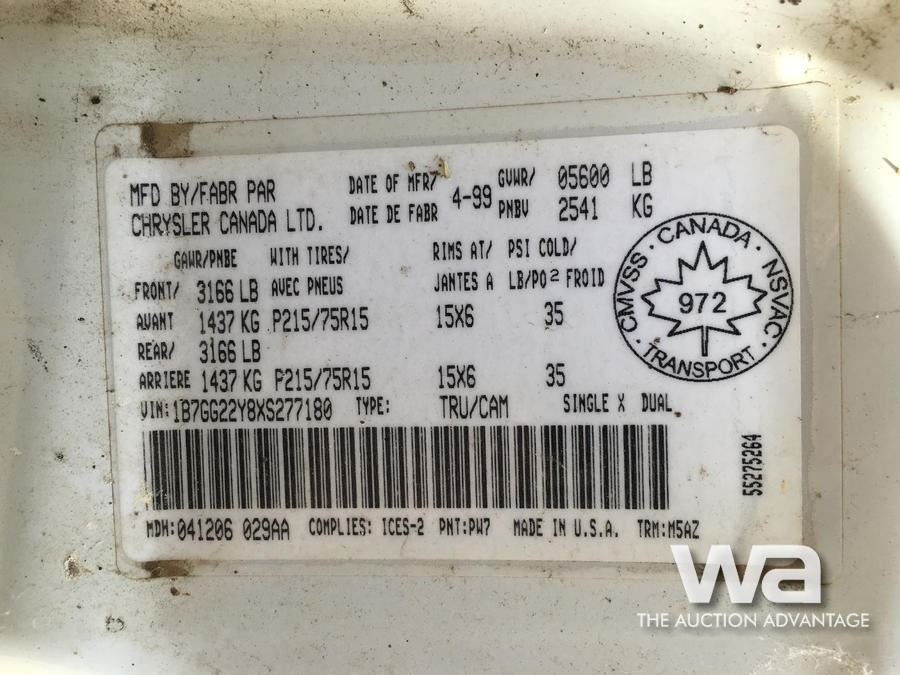 MFD BY/FABR PAR DATE OF MFR/ 4-99 GVWR/ 05600 LB
CHRYSLER CANADA LTD. DATE DE FABR PNBV 2541 KG
GAWR/PNBE WITH TIRES/ RIMS AT/ PSI COLD/
FRONT/ 3166 LB AVEC PNEUS JANTES A LB/PO² FROID
AVANT 1437 KG P215/75R15 15X6 35
REAR/ 3166 LB
ARRIERE 1437 KG P215/75R15 15X6 35
VIN: 1B7GG22Y8XS277180 TYPE: TRU/CAM SINGLE X DUAL
CMVSS · CANADA · NSVAC · TRANSPORT ·
972
55275264
MDH: 041206 029AA COMPLIES: ICES-2 PNT: PW7 MADE IN U.S.A. TRM: M5AZ
wa
THE AUCTION ADVANTAGE